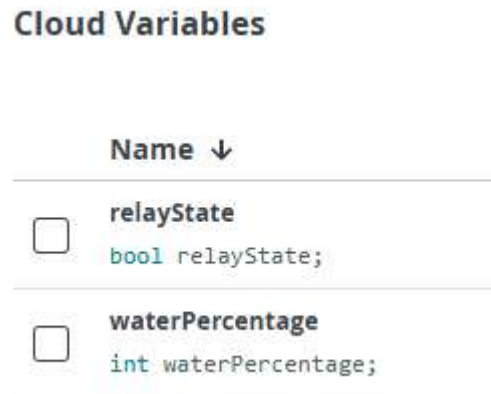 Cloud Variables
Name ↓
relayState
bool relayState;
waterPercentage
int waterPercentage;